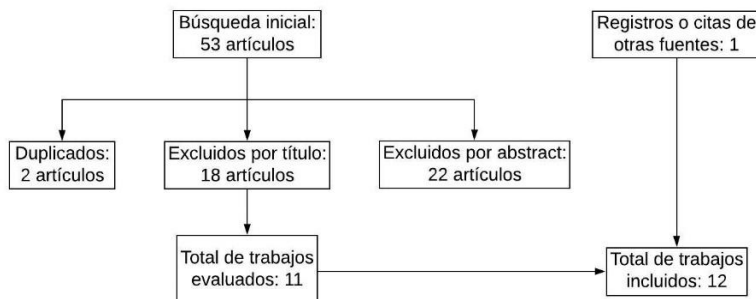 Búsqueda inicial:
53 artículos
Registros o citas de
otras fuentes: 1
Duplicados:
2 artículos
Excluidos por título:
18 artículos
Excluidos por abstract:
22 artículos
Total de trabajos
evaluados: 11
Total de trabajos
incluidos: 12